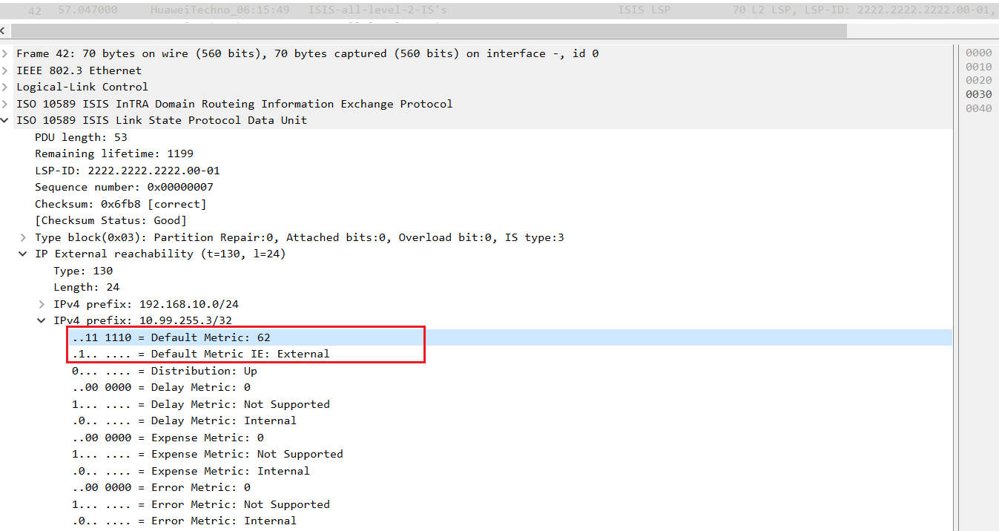 42 57.047000 HuaweiTechno_06:15:49 ISIS-all-level-2-IS's ISIS LSP 70 L2 LSP, LSP-ID: 2222.2222.2222.00-01,
Frame 42: 70 bytes on wire (560 bits), 70 bytes captured (560 bits) on interface -, id 0
IEEE 802.3 Ethernet
Logical-Link Control
ISO 10589 ISIS InTRA Domain Routeing Information Exchange Protocol
ISO 10589 ISIS Link State Protocol Data Unit
PDU length: 53
Remaining lifetime: 1199
LSP-ID: 2222.2222.2222.00-01
Sequence number: 0x00000007
Checksum: 0x6fb8 [correct]
[Checksum Status: Good]
Type block(0x03): Partition Repair:0, Attached bits:0, Overload bit:0, IS type:3
IP External reachability (t=130, l=24)
Type: 130
Length: 24
IPv4 prefix: 192.168.10.0/24
IPv4 prefix: 10.99.255.3/32
..11 1110 = Default Metric: 62
.1.. .... = Default Metric IE: External
0... .... = Distribution: Up
..00 0000 = Delay Metric: 0
1... .... = Delay Metric: Not Supported
.0.. .... = Delay Metric: Internal
..00 0000 = Expense Metric: 0
1... .... = Expense Metric: Not Supported
.0.. .... = Expense Metric: Internal
..00 0000 = Error Metric: 0
1... .... = Error Metric: Not Supported
.0.. .... = Error Metric: Internal
0000
0010
0020
0030
0040